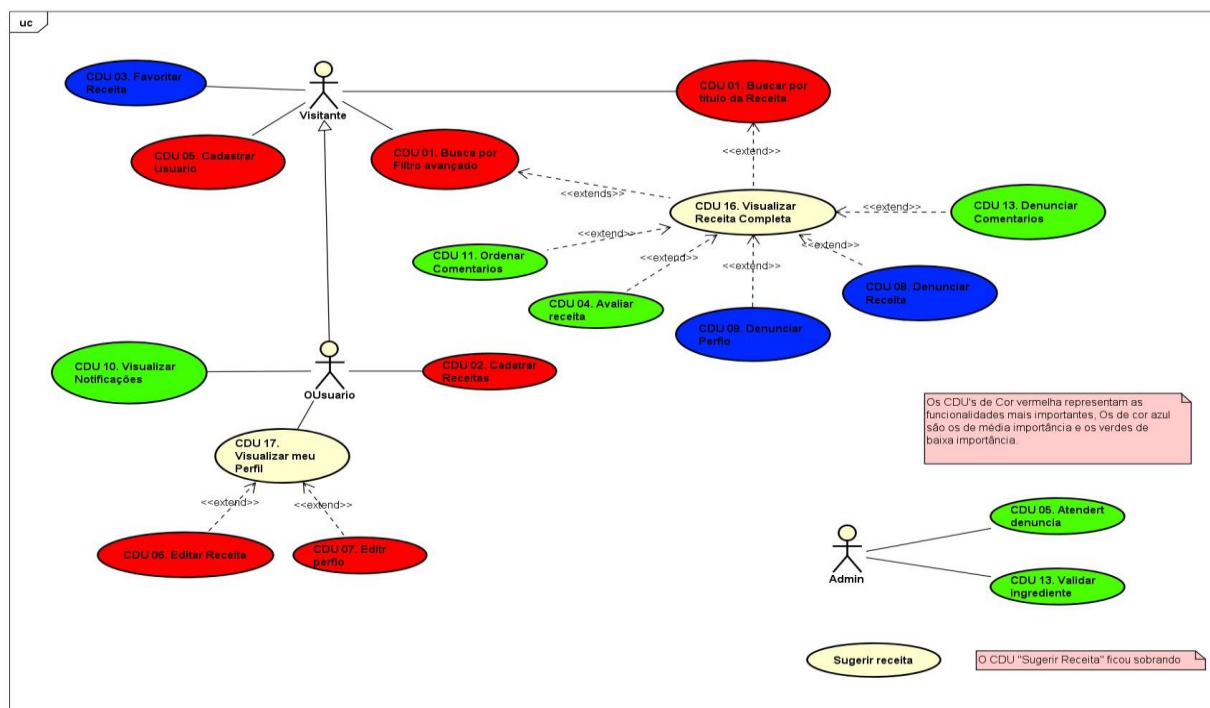 uc
CDU 03. Favoritar
Receita
Visitante
CDU 01. Buscar por
titulo da Receita
CDU 05. Cadastrar
Usuario
CDU 01. Busca por
Filtro avançado
<<extend>>
<<extends>>
CDU 16. Visualizar
Receita Completa
<<extend>>
CDU 13. Denunciar
Comentarios
<<extend>>
CDU 11. Ordenar
Comentarios
<<extend>>
<<extend>>
<<extend>>
CDU 04. Avaliar
receita
CDU 08. Denunciar
Receita
CDU 09. Denunciar
Perfio
CDU 10. Visualizar
Notificações
OUsuario
CDU 02. Cadatrar
Receitas
CDU 17.
Visualizar meu
Perfil
<<extend>>
<<extend>>
CDU 06. Editar Receita
CDU 07. Editr
perfio
Os CDU's de Cor vermelha representam as
funcionalidades mais importantes, Os de cor azul
são os de média importância e os verdes de
baixa importância.
Admin
CDU 05. Atendert
denuncia
CDU 13. Validar
ingrediente
Sugerir receita
O CDU "Sugerir Receita" ficou sobrando